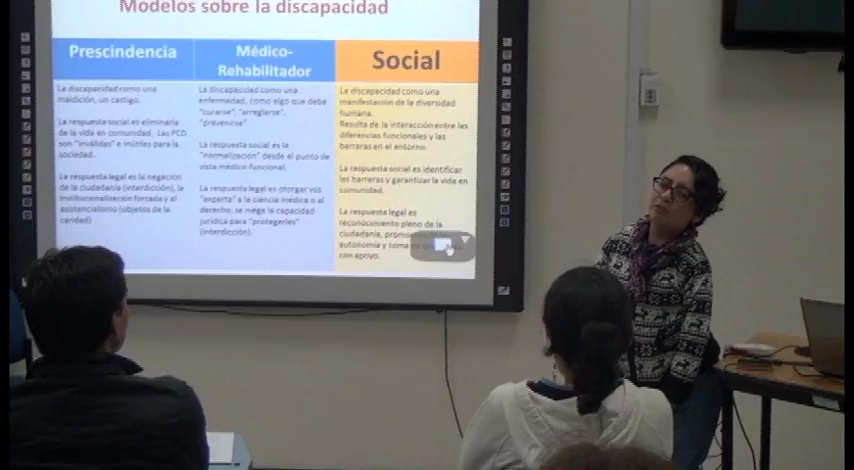 Modelos sobre la discapacidad
Prescindencia
Médico-
Rehabilitador
Social
La discapacidad como una
maldición, un castigo.
La respuesta social es eliminarla
de la vida en comunidad. Las PCD
son "inválidas" e inútiles para la
sociedad.
La respuesta legal es la negación
de la ciudadanía (interdicción), la
institucionalización forzada y el
asistencialismo (objetos de la
caridad)
La discapacidad como una
enfermedad, como algo que debe
"curarse", "arreglarse",
"prevenirse"
La respuesta social es la
"normalización" desde el punto de
vista médico-funcional.
La respuesta legal es otorgar voz
"experta" a la ciencia médica o al
derecho, se niega la capacidad
jurídica para "protegerles"
(interdicción).
La discapacidad como una
manifestación de la diversidad
humana.
Resulta de la interacción entre las
diferencias funcionales y las
barreras en el entorno.
La respuesta social es identificar
las barreras y garantizar la vida en
comunidad.
La respuesta legal es
reconocimiento pleno de la
ciudadanía,
autonomía y toma
con apoyo.